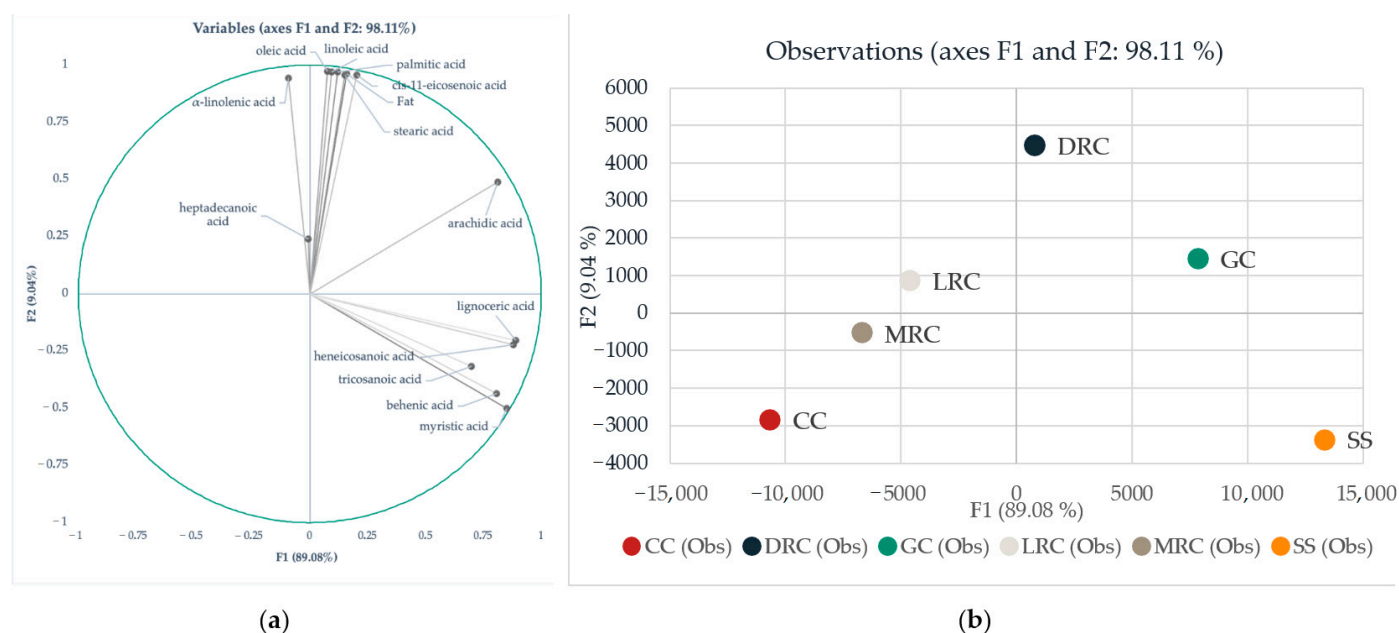 Variables (axes F1 and F2: 98.11%)
oleic acid
linoleic acid
palmitic acid
cis-11-eicosenoic acid
α-linolenic acid
Fat
stearic acid
heptadecanoic
acid
arachidic acid
lignoceric acid
heneicosanoic acid
tricosanoic acid
behenic acid
myristic acid
1
0.75
0.5
0.25
0
−0.25
−0.5
−0.75
−1
F2 (9.04%)
−1
−0.75
−0.5
−0.25
0
0.25
0.5
0.75
1
F1 (89.08%)
(a)
Observations (axes F1 and F2: 98.11 %)
6000
5000
4000
3000
2000
1000
0
−1000
−2000
−3000
−4000
F2 (9.04 %)
DRC
GC
LRC
MRC
CC
SS
−15,000
−10,000
−5000
0
5000
10,000
15,000
F1 (89.08 %)
CC (Obs)
DRC (Obs)
GC (Obs)
LRC (Obs)
MRC (Obs)
SS (Obs)
(b)